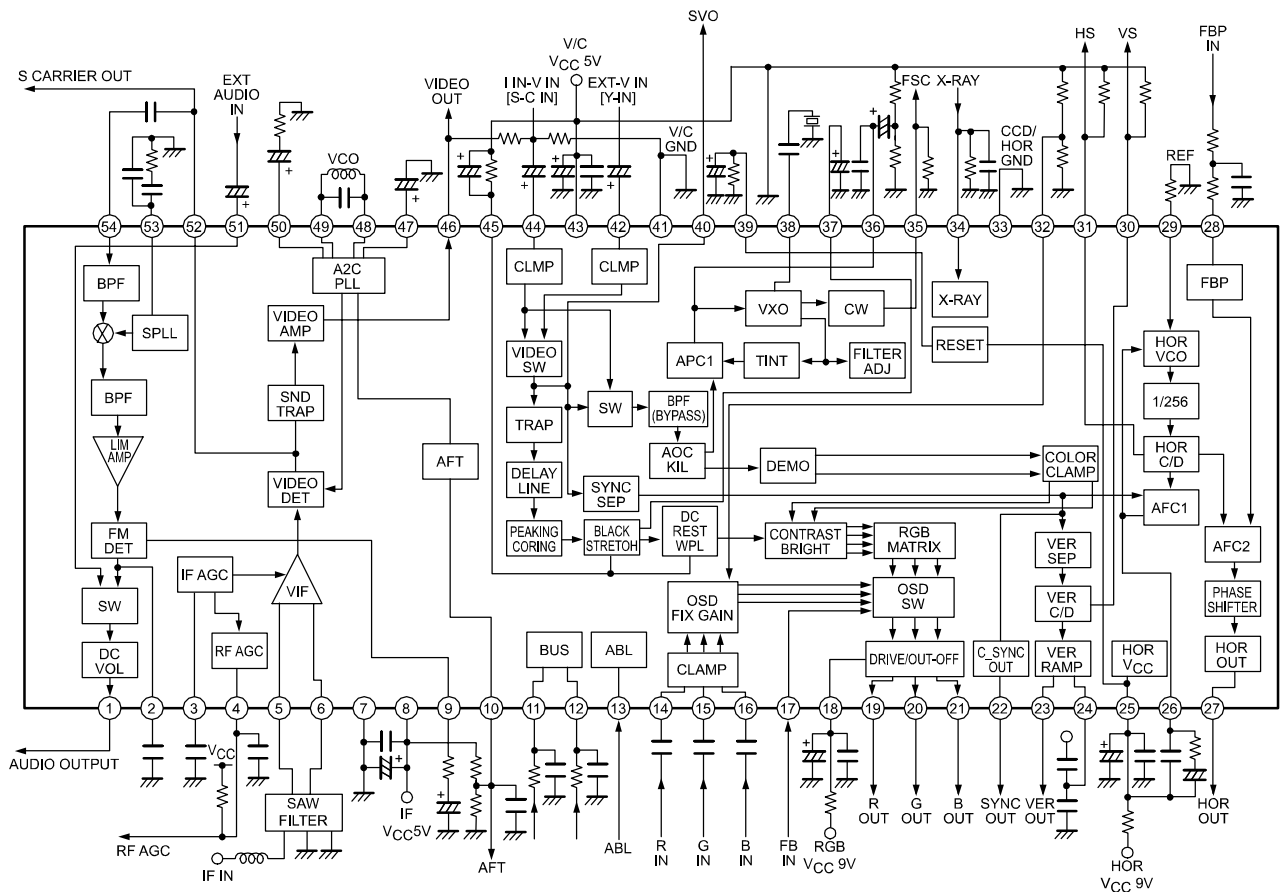 SVO
HS
VS
FBP
IN
S CARRIER OUT
EXT
AUDIO
IN
VIDEO
OUT
V/C
VCC 5V
I IN-V IN
[S-C IN]
EXT-V IN
[Y-IN]
FSC
X-RAY
VCO
V/C
GND
CCD/
HOR
GND
REF
+
+
+
+
+
+
+
+
+
+
+
54
53
52
51
50
49
48
47
46
45
44
43
42
41
40
39
38
37
36
35
34
33
32
31
30
29
28
BPF
SPLL
A2C
PLL
VIDEO
AMP
CLMP
CLMP
VXO
CW
X-RAY
FBP
VIDEO
SW
APC1
TINT
FILTER
ADJ
RESET
HOR
VCO
BPF
SND
TRAP
TRAP
SW
BPF
(BYPASS)
1/256
LIM
AMP
AFT
AOC
KIL
DEMO
COLOR
CLAMP
HOR
C/D
VIDEO
DET
DELAY
LINE
SYNC
SEP
AFC1
FM
DET
PEAKING
CORING
BLACK
STRETOH
DC
REST
WPL
CONTRAST
BRIGHT
RGB
MATRIX
VER
SEP
AFC2
IF AGC
VIF
SW
OSD
FIX GAIN
OSD
SW
VER
C/D
PHASE
SHIFTER
RF AGC
DC
VOL
BUS
ABL
CLAMP
DRIVE/OUT-OFF
C_SYNC
OUT
VER
RAMP
HOR
VCC
HOR
OUT
1
2
3
4
5
6
7
8
9
10
11
12
13
14
15
16
17
18
19
20
21
22
23
24
25
26
27
AUDIO OUTPUT
VCC
SAW
FILTER
+
+
+
+
IF
VCC5V
RF AGC
IF IN
AFT
ABL
R
IN
G
IN
B
IN
FB
IN
RGB
VCC 9V
R
OUT
G
OUT
B
OUT
SYNC
OUT
VER
OUT
HOR
VCC 9V
HOR
OUT